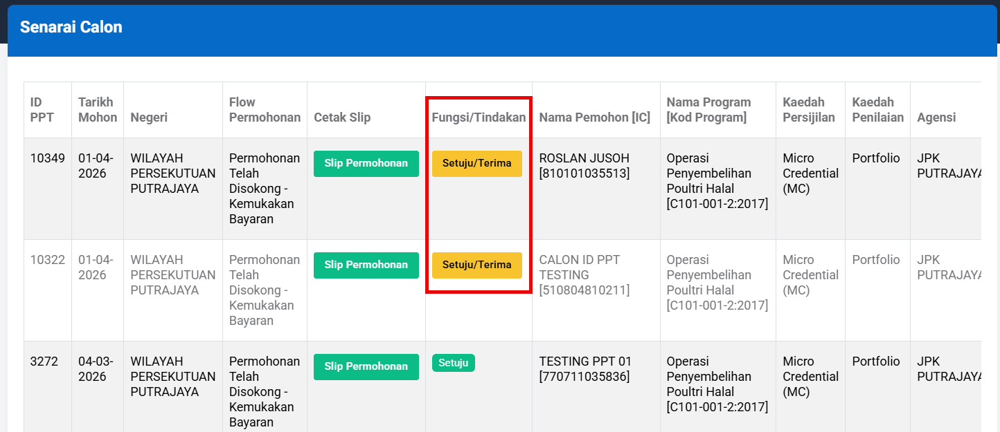 Senarai Calon
ID PPT
Tarikh Mohon
Negeri
Flow Permohonan
Cetak Slip
Fungsi/Tindakan
Nama Pemohon [IC]
Nama Program [Kod Program]
Kaedah Persijilan
Kaedah Penilaian
Agensi
10349
01-04-
2026
WILAYAH
PERSEKUTUAN
PUTRAJAYA
Permohonan
Telah
Disokong -
Kemukakan
Bayaran
Slip Permohonan
Setuju/Terima
ROSLAN JUSOH
[810101035513]
Operasi
Penyembelihan
Poultri Halal
[C101-001-2:2017]
Micro
Credential
(MC)
Portfolio
JPK
PUTRAJAYA
10322
01-04-
2026
WILAYAH
PERSEKUTUAN
PUTRAJAYA
Permohonan
Telah
Disokong -
Kemukakan
Bayaran
Slip Permohonan
Setuju/Terima
CALON ID PPT
TESTING
[510804810211]
Operasi
Penyembelihan
Poultri Halal
[C101-001-2:2017]
Micro
Credential
(MC)
Portfolio
JPK
PUTRAJAYA
3272
04-03-
2026
WILAYAH
PERSEKUTUAN
PUTRAJAYA
Permohonan
Telah
Disokong -
Kemukakan
Bayaran
Slip Permohonan
Setuju
TESTING PPT 01
[770711035836]
Operasi
Penyembelihan
Poultri Halal
[C101-001-2:2017]
Micro
Credential
(MC)
Portfolio
JPK
PUTRAJAYA